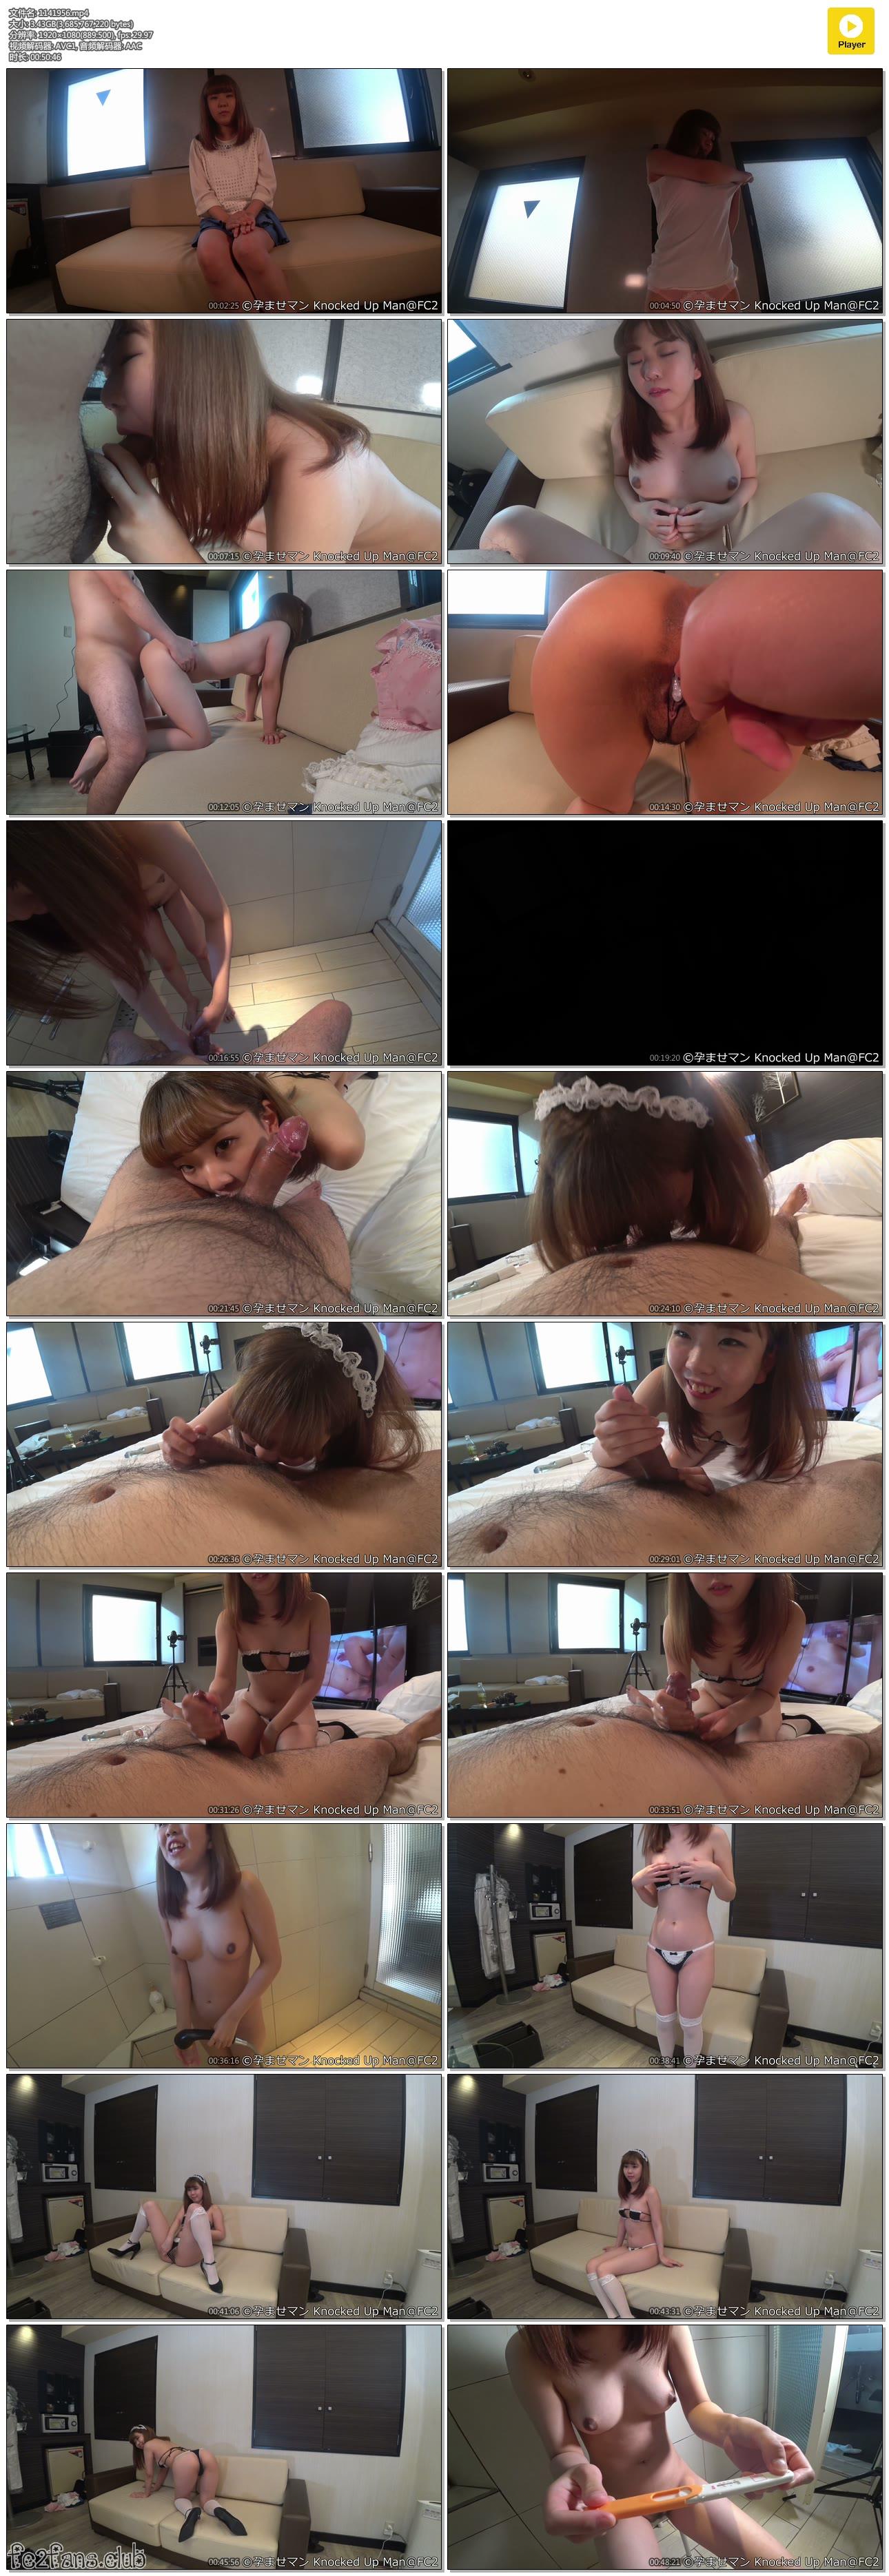 文件名: 1141956.mp4
大小: 3.43GB(3,685,767,220 bytes)
分辨率: 1920×1080(889:500), fps: 29.97
视频解码器: AVC1, 音频解码器: AAC
时长: 00:50:46
Player
00:02:25 ©孕ませマン Knocked Up Man@FC2
00:04:50 ©孕ませマン Knocked Up Man@FC2
00:07:15 ©孕ませマン Knocked Up Man@FC2
00:09:40 ©孕ませマン Knocked Up Man@FC2
00:12:05 ©孕ませマン Knocked Up Man@FC2
00:14:30 ©孕ませマン Knocked Up Man@FC2
00:16:55 ©孕ませマン Knocked Up Man@FC2
00:19:20 ©孕ませマン Knocked Up Man@FC2
00:21:45 ©孕ませマン Knocked Up Man@FC2
00:24:10 ©孕ませマン Knocked Up Man@FC2
00:26:36 ©孕ませマン Knocked Up Man@FC2
00:29:01 ©孕ませマン Knocked Up Man@FC2
00:31:26 ©孕ませマン Knocked Up Man@FC2
00:33:51 ©孕ませマン Knocked Up Man@FC2
00:36:16 ©孕ませマン Knocked Up Man@FC2
00:38:41 ©孕ませマン Knocked Up Man@FC2
00:41:06 ©孕ませマン Knocked Up Man@FC2
00:43:31 ©孕ませマン Knocked Up Man@FC2
00:45:56 ©孕ませマン Knocked Up Man@FC2
00:48:21 ©孕ませマン Knocked Up Man@FC2
fc2fans.club